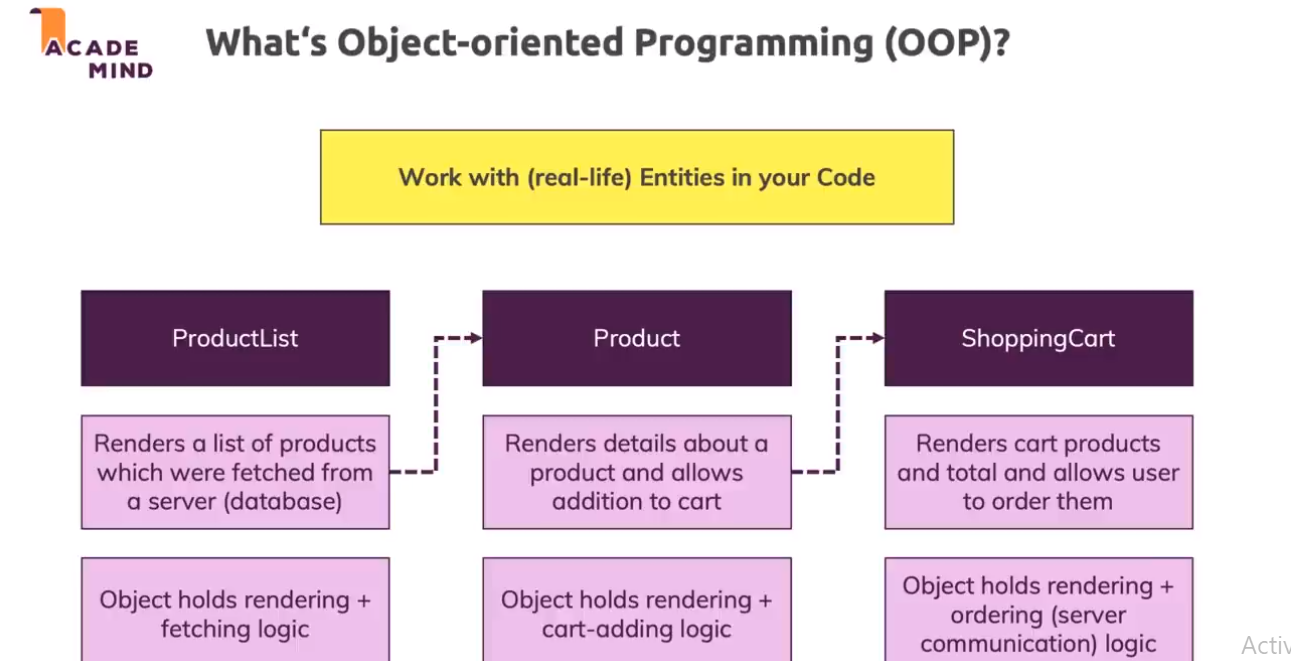 ACADE
MIND
What‘s Object-oriented Programming (OOP)?
Work with (real-life) Entities in your Code
ProductList
Product
ShoppingCart
Renders a list of products
which were fetched from
a server (database)
Renders details about a
product and allows
addition to cart
Renders cart products
and total and allows user
to order them
Object holds rendering +
fetching logic
Object holds rendering +
cart-adding logic
Object holds rendering +
ordering (server
communication) logic
Activ